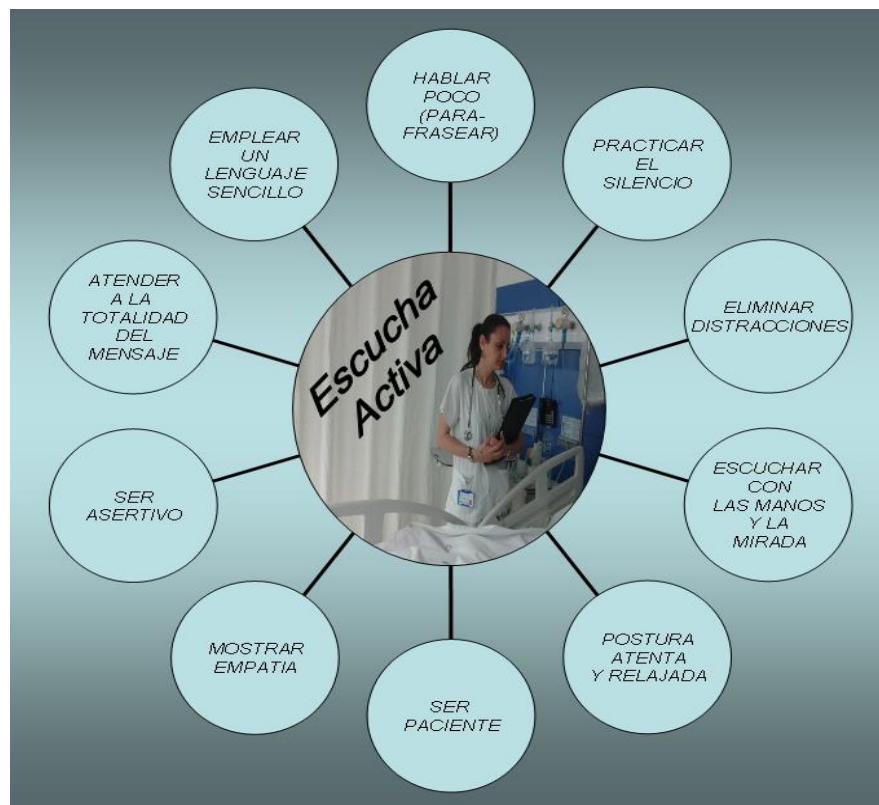 HABLAR
POCO
(PARA-
FRASEAR)
PRACTICAR
EL
SILENCIO
ELIMINAR
DISTRACCIONES
ESCUCHAR
CON
LAS MANOS
Y LA
MIRADA
POSTURA
ATENTA
Y RELAJADA
SER
PACIENTE
MOSTRAR
EMPATIA
SER
ASERTIVO
ATENDER
A LA
TOTALIDAD
DEL
MENSAJE
EMPLEAR
UN
LENGUAJE
SENCILLO
Escucha
Activa